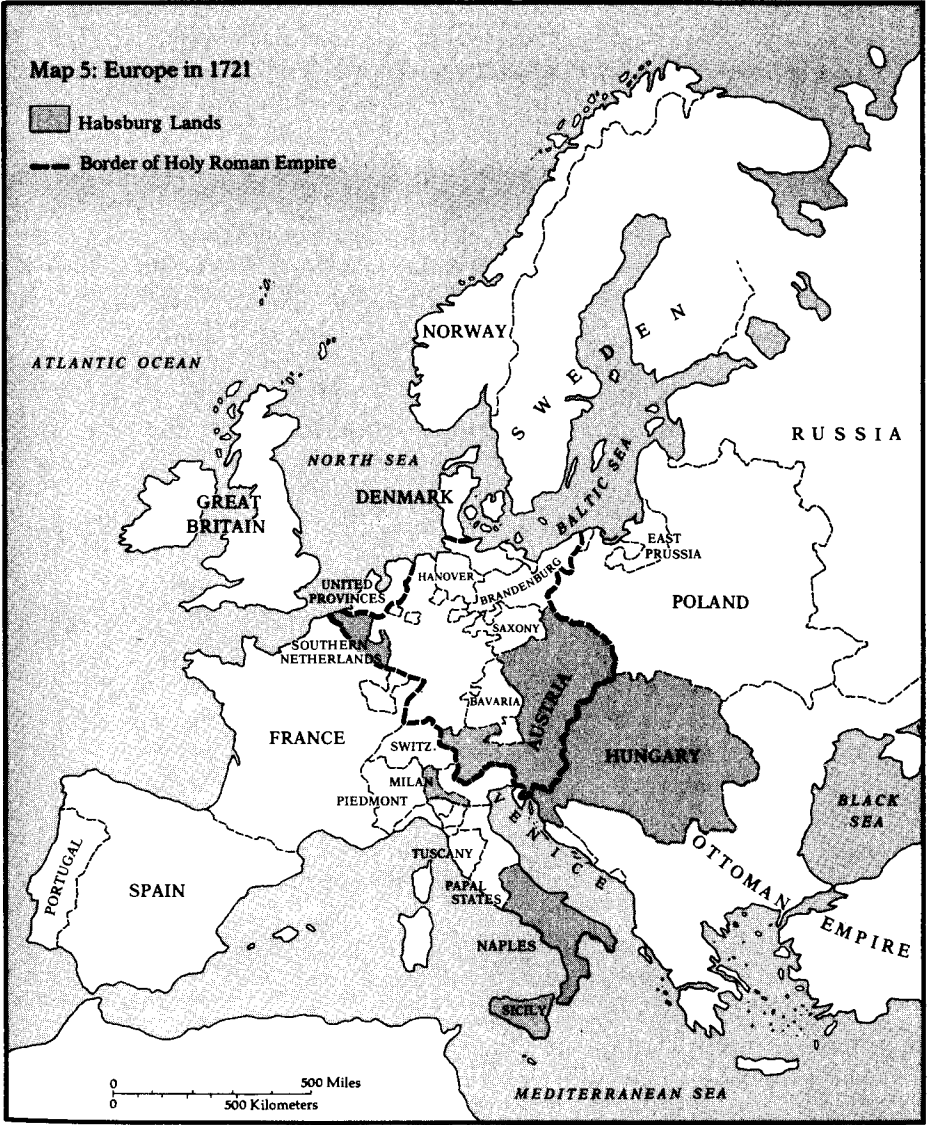 Map 5: Europe in 1721
Habsburg Lands
Border of Holy Roman Empire
NORWAY
SWEDEN
ATLANTIC OCEAN
RUSSIA
NORTH SEA
BALTIC SEA
DENMARK
GREAT
BRITAIN
EAST
PRUSSIA
HANOVER
BRANDENBURG
UNITED
PROVINCES
POLAND
SAXONY
SOUTHERN
NETHERLANDS
BAVARIA
AUSTRIA
FRANCE
SWITZ.
HUNGARY
MILAN
PIEDMONT
VENICE
BLACK
SEA
OTTOMAN
EMPIRE
TUSCANY
PORTUGAL
SPAIN
PAPAL
STATES
NAPLES
SICILY
0 500 Miles
0 500 Kilometers
MEDITERRANEAN SEA